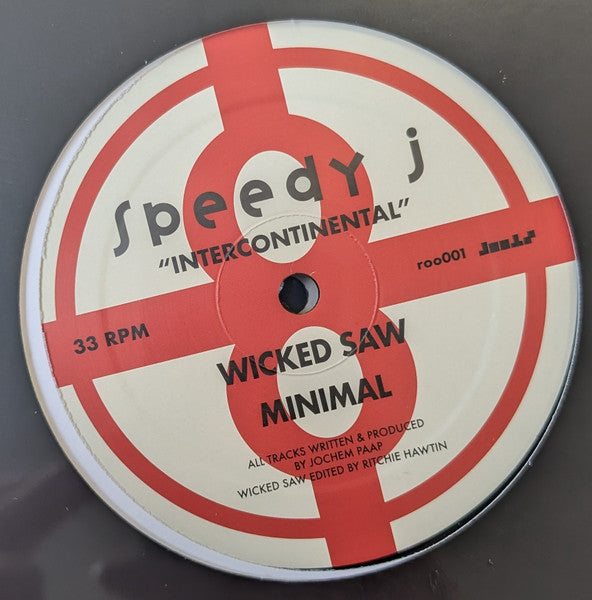 Speedy j
"INTERCONTINENTAL"
roo001
33 RPM
WICKED SAW
MINIMAL
ALL TRACKS WRITTEN & PRODUCED
BY JOCHEM PAAP
WICKED SAW EDITED BY RITCHIE HAWTIN